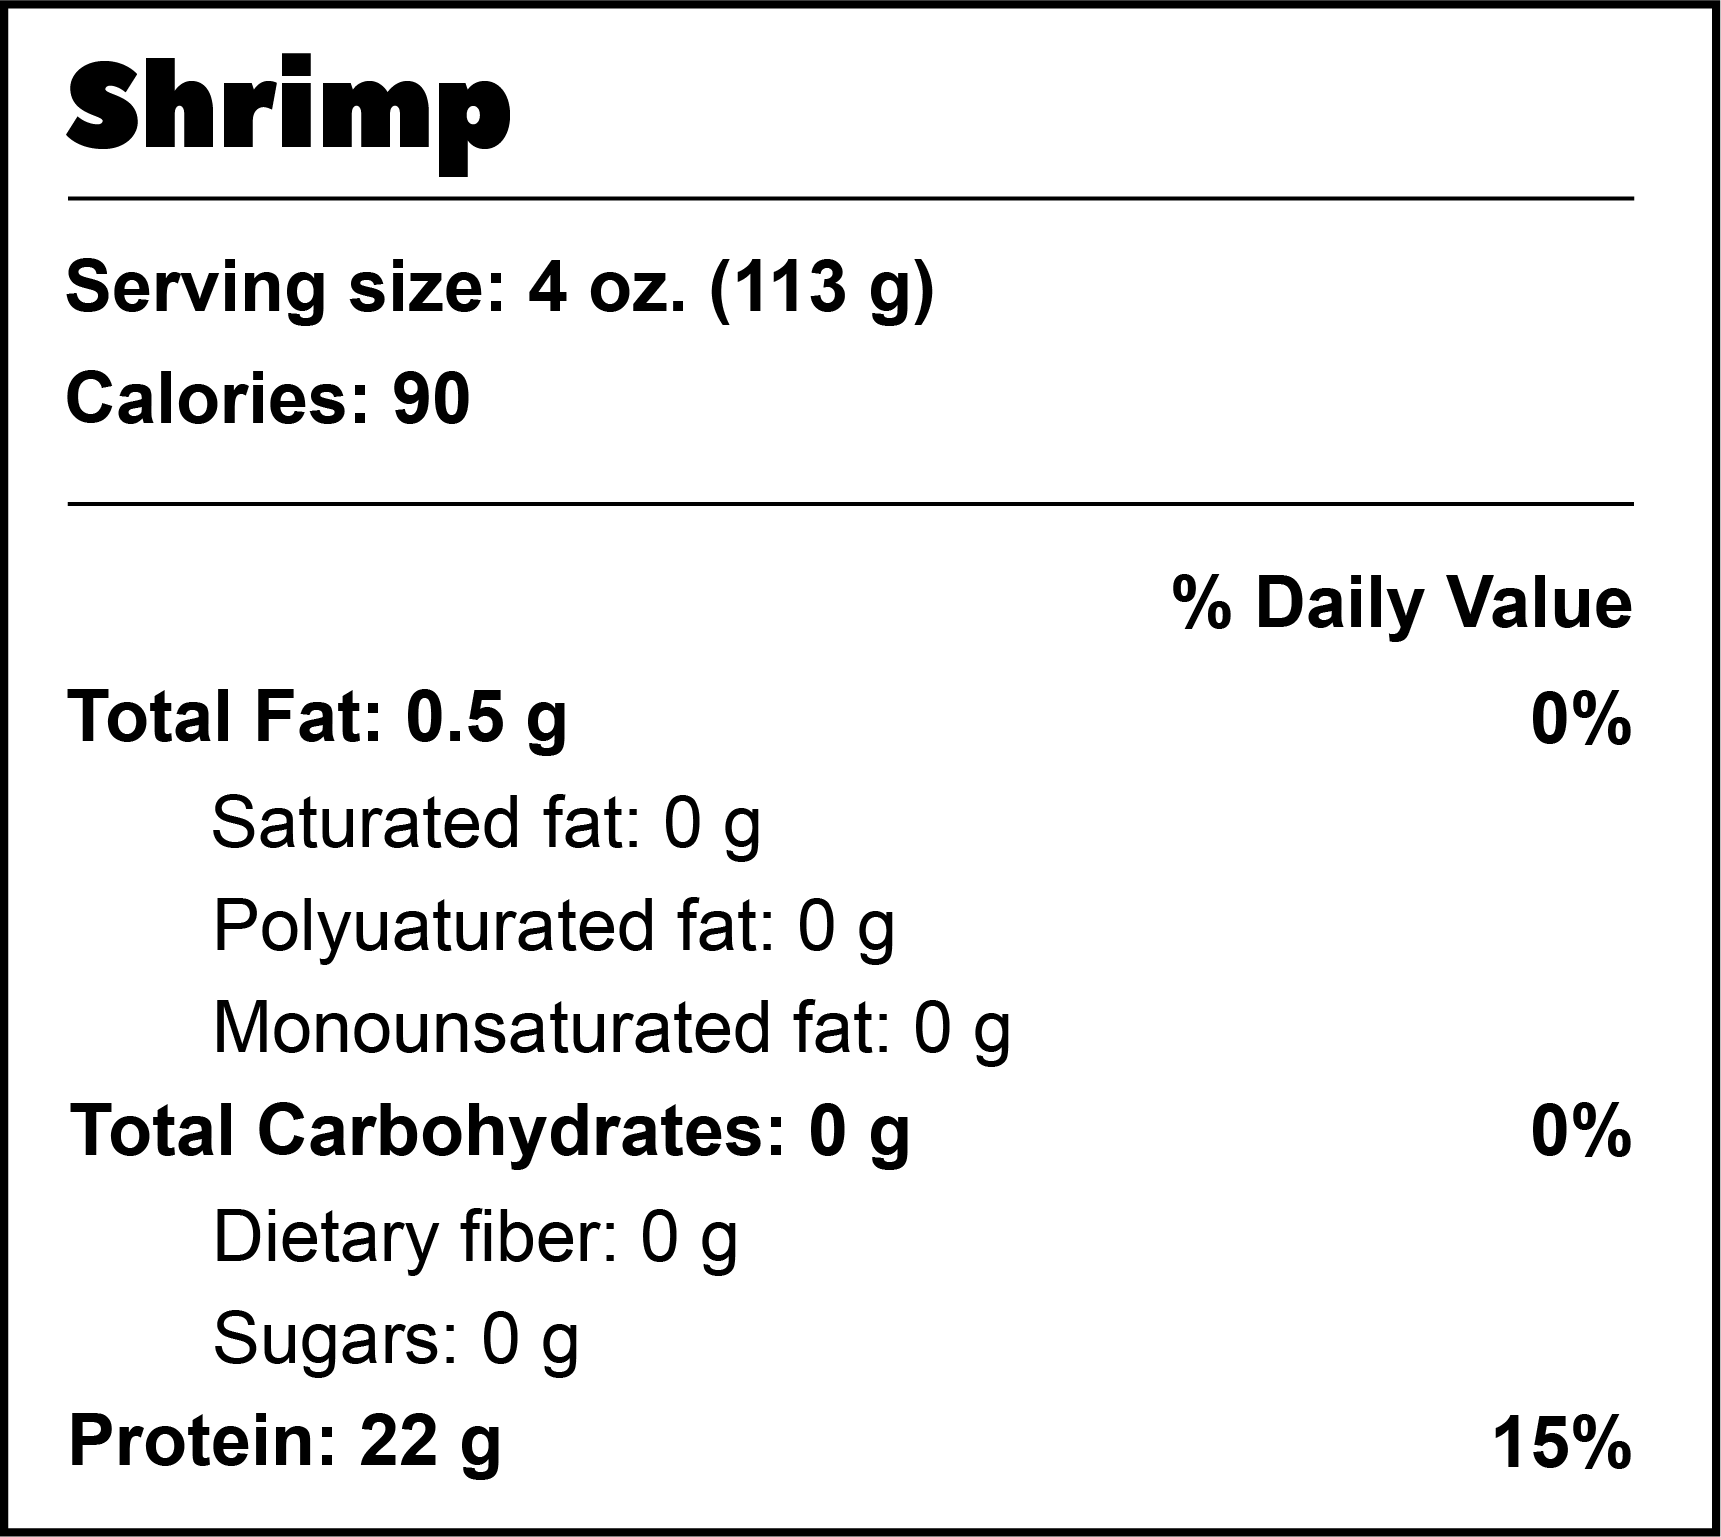 Shrimp
Serving size: 4 oz. (113 g)
Calories: 90
% Daily Value
Total Fat: 0.5 g 0%
Saturated fat: 0 g
Polyuaturated fat: 0 g
Monounsaturated fat: 0 g
Total Carbohydrates: 0 g 0%
Dietary fiber: 0 g
Sugars: 0 g
Protein: 22 g 15%